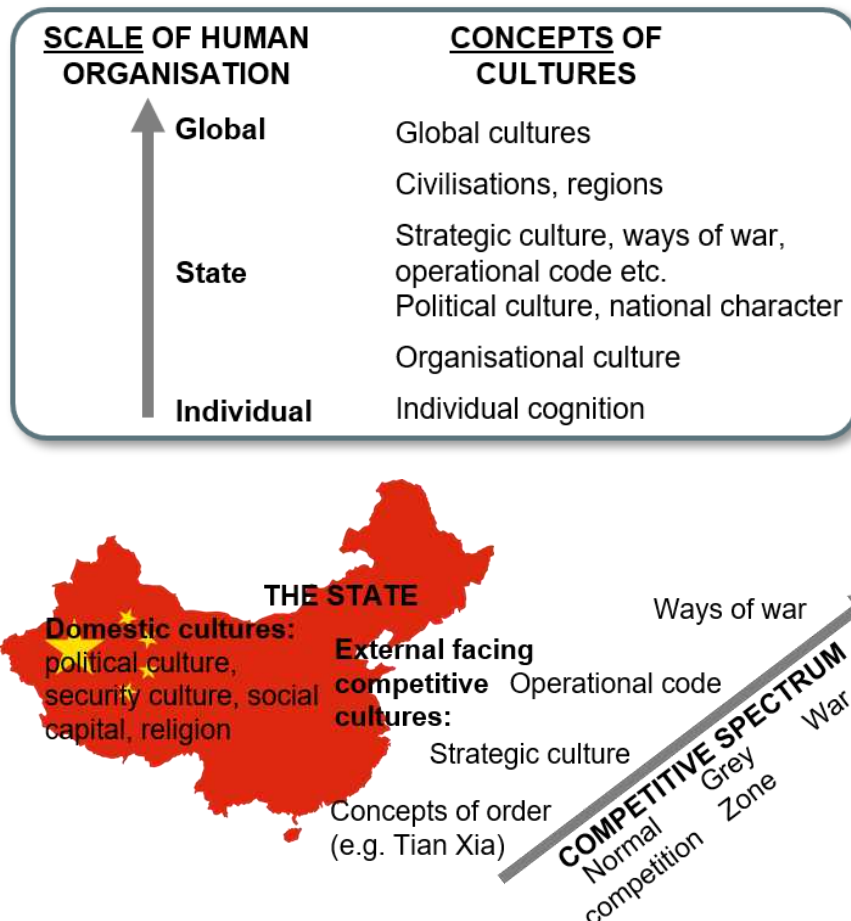 SCALE OF HUMAN
ORGANISATION
CONCEPTS OF
CULTURES
Global
Global cultures
Civilisations, regions
State
Strategic culture, ways of war,
operational code etc.
Political culture, national character
Organisational culture
Individual
Individual cognition
THE STATE
Domestic cultures:
political culture,
security culture, social
capital, religion
External facing
competitive
cultures:
Ways of war
Operational code
Strategic culture
Concepts of order
(e.g. Tian Xia)
COMPETITIVE SPECTRUM
Normal
competition
Grey
Zone
War